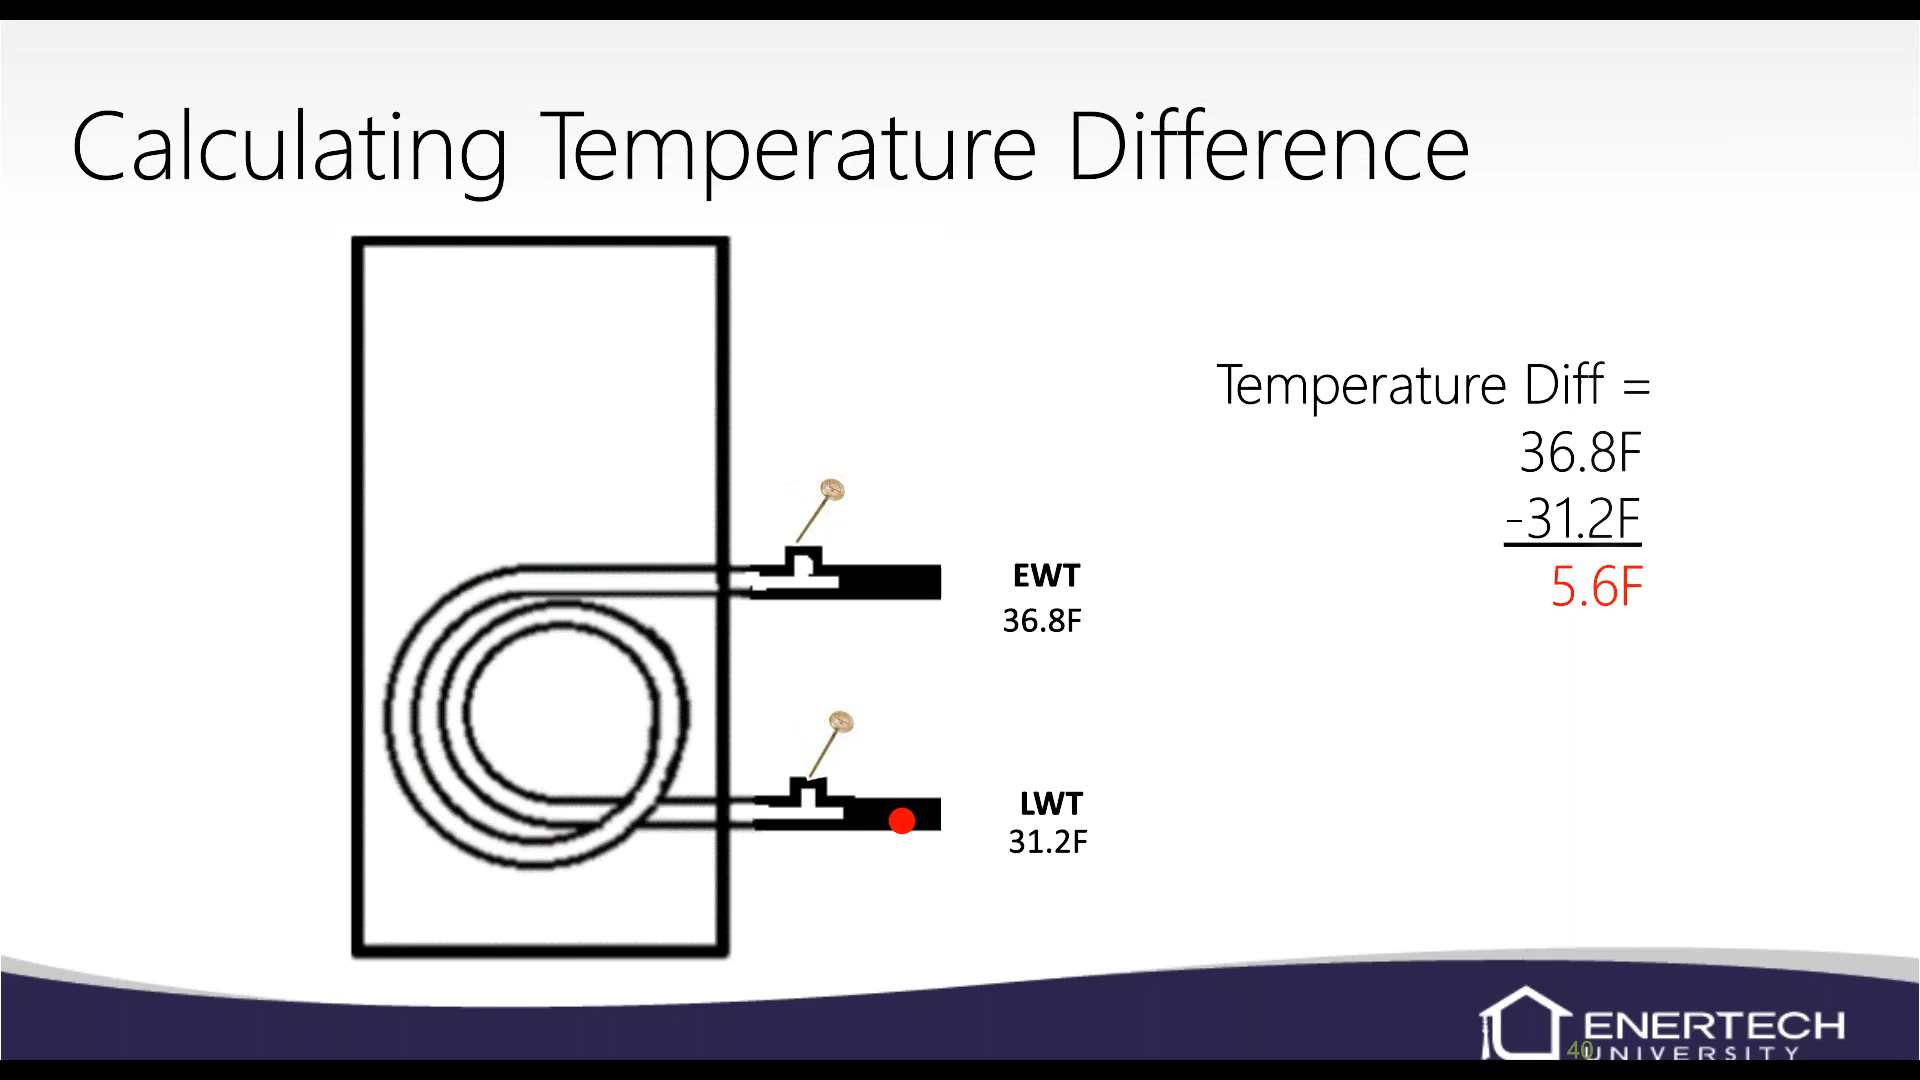 Calculating Temperature Difference
Temperature Diff =
36.8F
-31.2F
5.6F
EWT
36.8F
LWT
31.2F
ENERTECH
UNIVERSITY
40